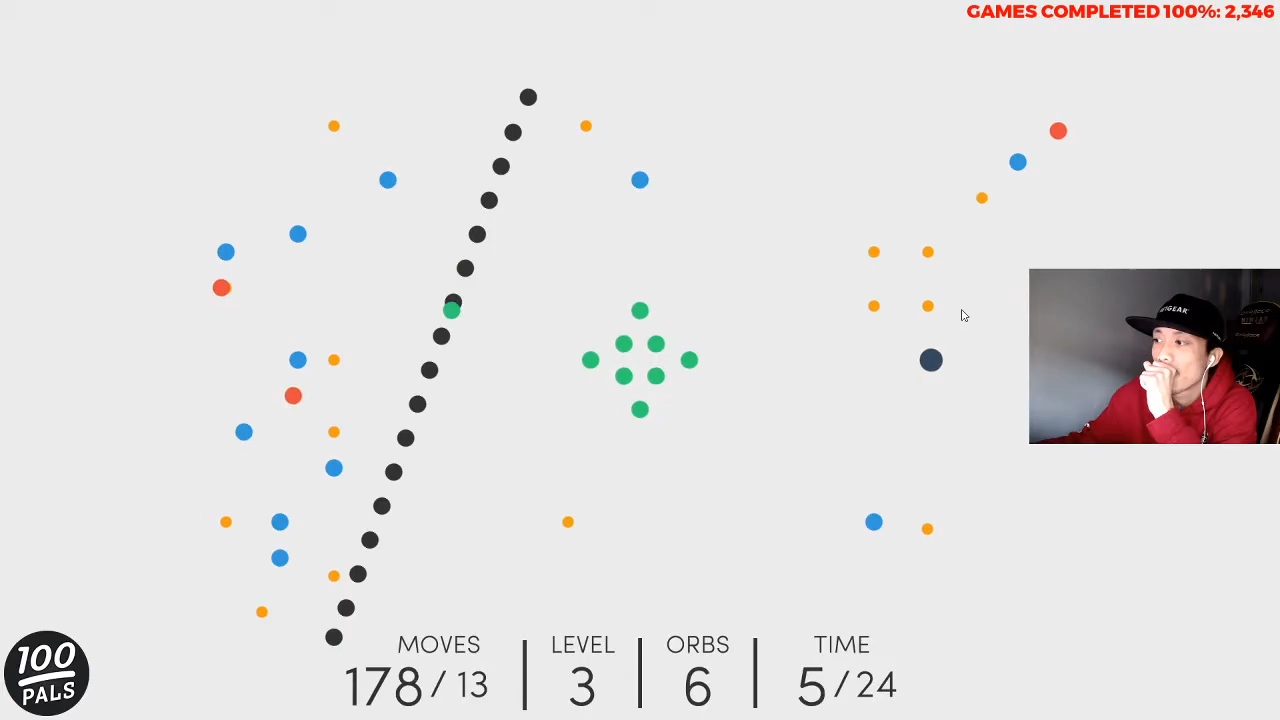 GAMES COMPLETED 100%: 2,346
MOVES LEVEL ORBS TIME
178 / 13 3 6 5 / 24
100
PALS